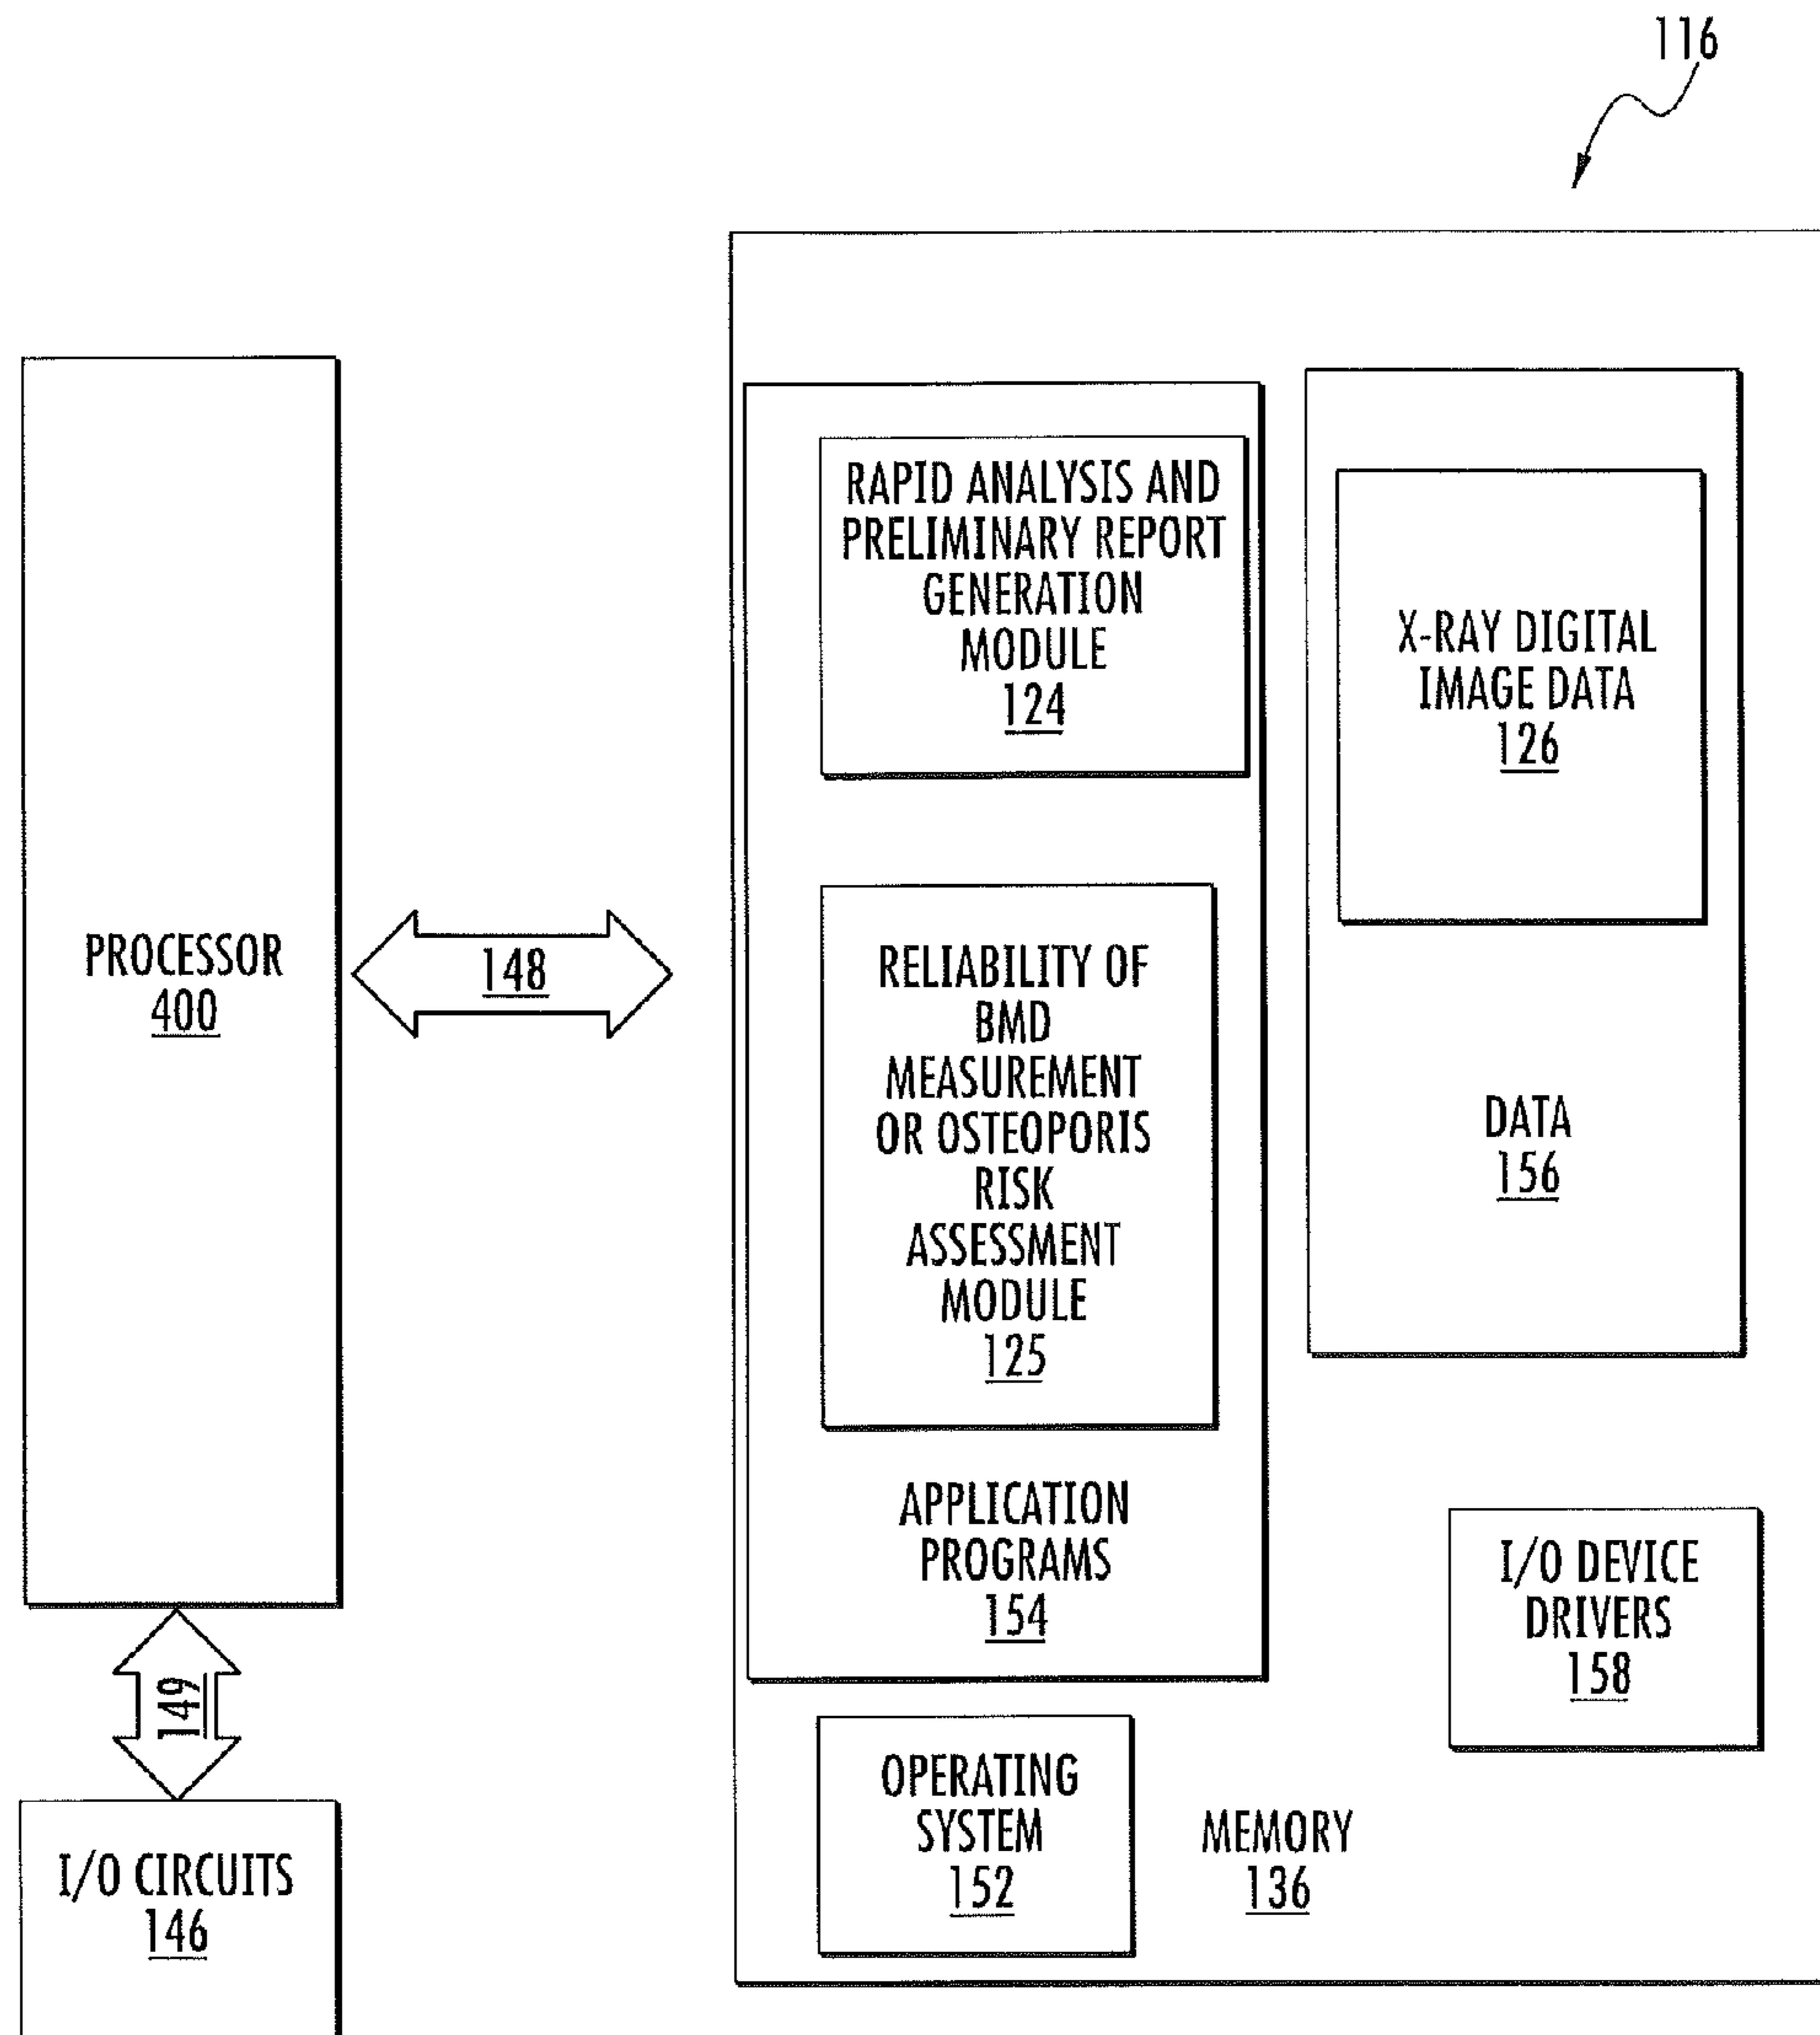 116
RAPID ANALYSIS AND
PRELIMINARY REPORT
GENERATION
MODULE
124
X-RAY DIGITAL
IMAGE DATA
126
PROCESSOR
400
148
RELIABILITY OF
BMD
MEASUREMENT
OR OSTEOPORIS
RISK
ASSESSMENT
MODULE
125
DATA
156
APPLICATION
PROGRAMS
154
I/O DEVICE
DRIVERS
158
149
OPERATING
SYSTEM
152
MEMORY
136
I/O CIRCUITS
146